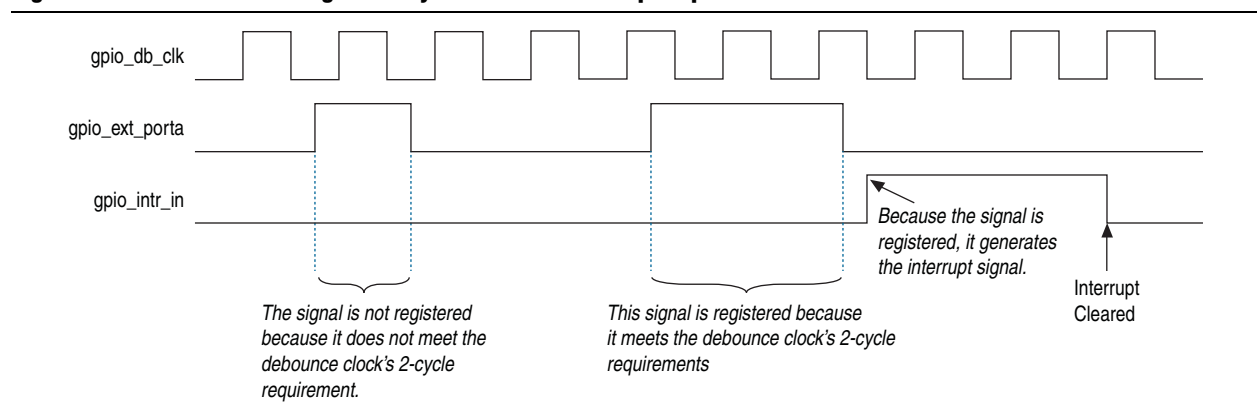 gpio_db_clk
gpio_ext_porta
gpio_intr_in
Because the signal is
registered, it generates
the interrupt signal.
Interrupt
Cleared
The signal is not registered
because it does not meet the
debounce clock's 2-cycle
requirement.
This signal is registered because
it meets the debounce clock's 2-cycle
requirements